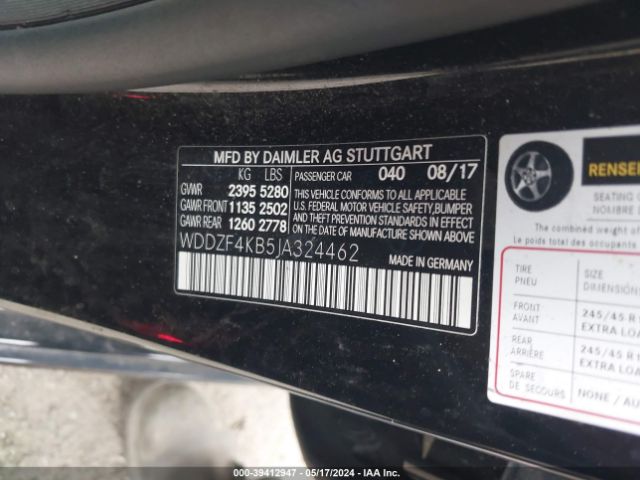 MFD BY DAIMLER AG STUTTGART
KG LBS
GVWR 2395 5280
GAWR FRONT 1135 2502
GAWR REAR 1260 2778
PASSENGER CAR 040 08/17
THIS VEHICLE CONFORMS TO ALL APPLICABLE
U.S. FEDERAL MOTOR VEHICLE SAFETY, BUMPER
AND THEFT PREVENTION STANDARDS IN EFFECT
ON THE DATE OF MANUFACTURE SHOWN ABOVE.
WDDZF4KB5JA324462
MADE IN GERMANY
RENSEI
SEATING
NOMBRE
The combined weight of
Le poids total des occupants
TIRE
PNEU
SIZE
DIMENSIONS
FRONT
AVANT
245/45 R
EXTRA LOA
REAR
ARRIÈRE
245/45 R
EXTRA LOA
SPARE
DE SECOURS
NONE / AU
000-39412947 - 05/17/2024 - IAA Inc.